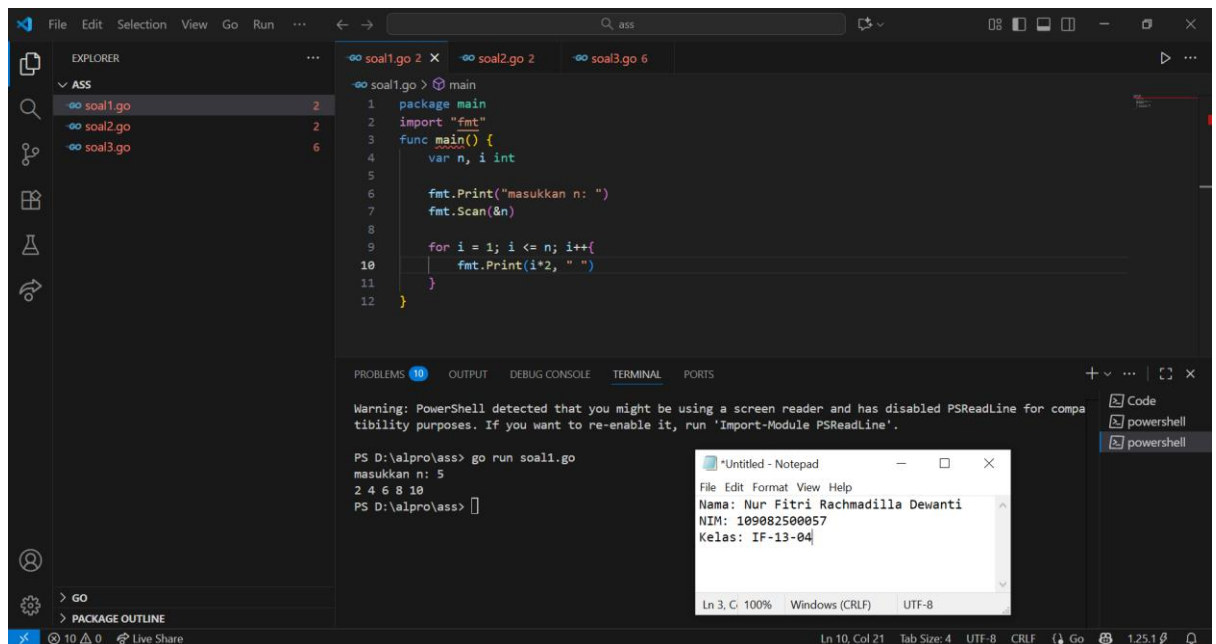 File Edit Selection View Go Run ··· ass
EXPLORER ···
ASS
soal1.go 2
soal2.go 2
soal3.go 6
GO
PACKAGE OUTLINE
soal1.go 2 soal2.go 2 soal3.go 6
soal1.go > main
1 package main
2 import "fmt"
3 func main() {
4 var n, i int
5
6 fmt.Print("masukkan n: ")
7 fmt.Scan(&n)
8
9 for i = 1; i <= n; i++{
10 fmt.Print(i*2, " ")
11 }
12 }
PROBLEMS 10 OUTPUT DEBUG CONSOLE TERMINAL PORTS
Warning: PowerShell detected that you might be using a screen reader and has disabled PSReadLine for compa
tibility purposes. If you want to re-enable it, run 'Import-Module PSReadLine'.
PS D:\alpro\ass> go run soal1.go
masukkan n: 5
2 4 6 8 10
PS D:\alpro\ass>
Code
powershell
powershell
*Untitled - Notepad
File Edit Format View Help
Nama: Nur Fitri Rachmadilla Dewanti
NIM: 109082500057
Kelas: IF-13-04
Ln 3, C 100% Windows (CRLF) UTF-8
10 0 Live Share Ln 10, Col 21 Tab Size: 4 UTF-8 CRLF Go 1.25.1